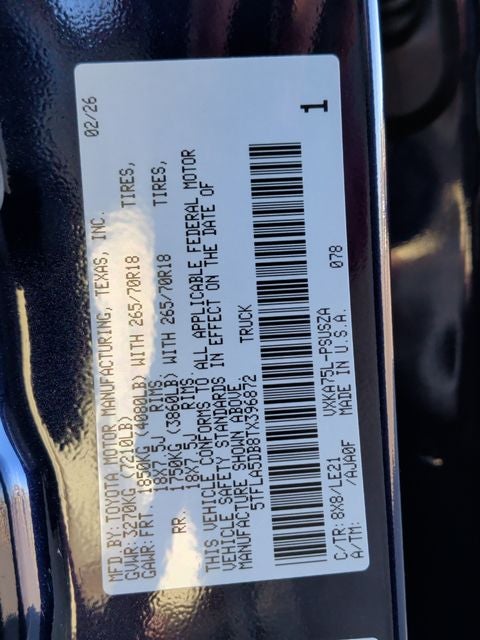 MFD.BY:TOYOTA MOTOR MANUFACTURING, TEXAS, INC. 02/26
GVWR: 3270KG (7210LB)
GAWR: FRT 1850KG (4080LB) WITH 265/70R18 TIRES,
18X7.5J RIMS.
RR. 1750KG (3860LB) WITH 265/70R18 TIRES,
18X7.5J RIMS.
THIS VEHICLE CONFORMS TO ALL APPLICABLE FEDERAL MOTOR
VEHICLE SAFETY STANDARDS IN EFFECT ON THE DATE OF
MANUFACTURE SHOWN ABOVE.
5TFLA5DB8TX396872 TRUCK
1
C/TR: 8X8/LE21 VXKA75L-PSUSZA
A/TM: /AJA0F MADE IN U.S.A. 078